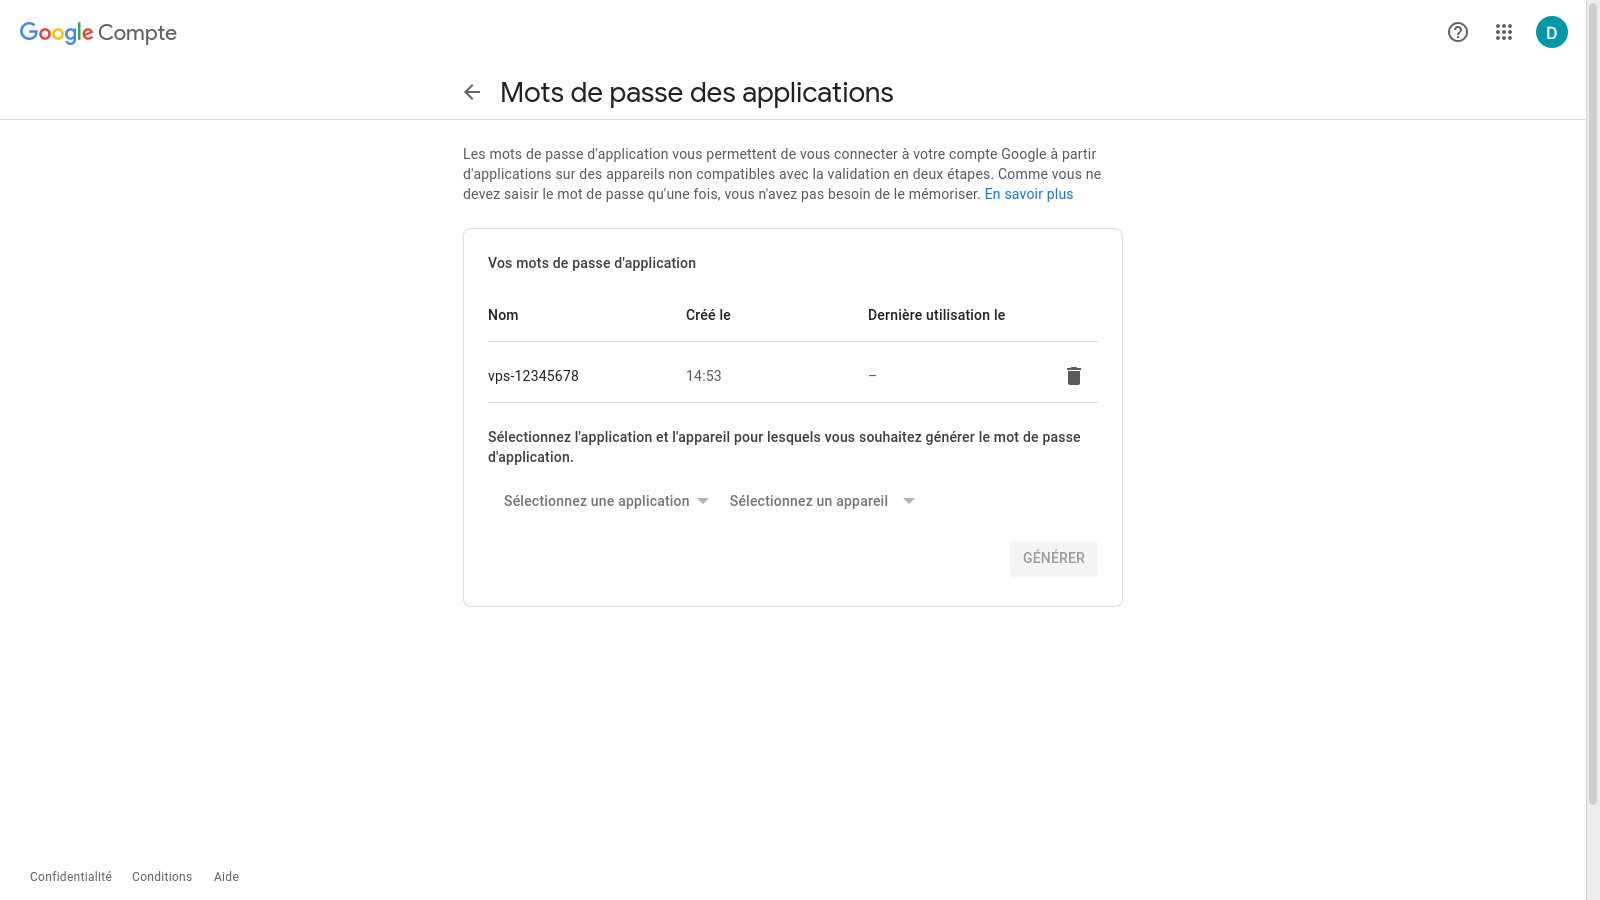 Google Compte
D
Mots de passe des applications
Les mots de passe d'application vous permettent de vous connecter à votre compte Google à partir
d'applications sur des appareils non compatibles avec la validation en deux étapes. Comme vous ne
devez saisir le mot de passe qu'une fois, vous n'avez pas besoin de le mémoriser. En savoir plus
Vos mots de passe d'application
Nom Créé le Dernière utilisation le
vps-12345678 14:53 –
Sélectionnez l'application et l'appareil pour lesquels vous souhaitez générer le mot de passe
d'application.
Sélectionnez une application Sélectionnez un appareil
GÉNÉRER
Confidentialité Conditions Aide